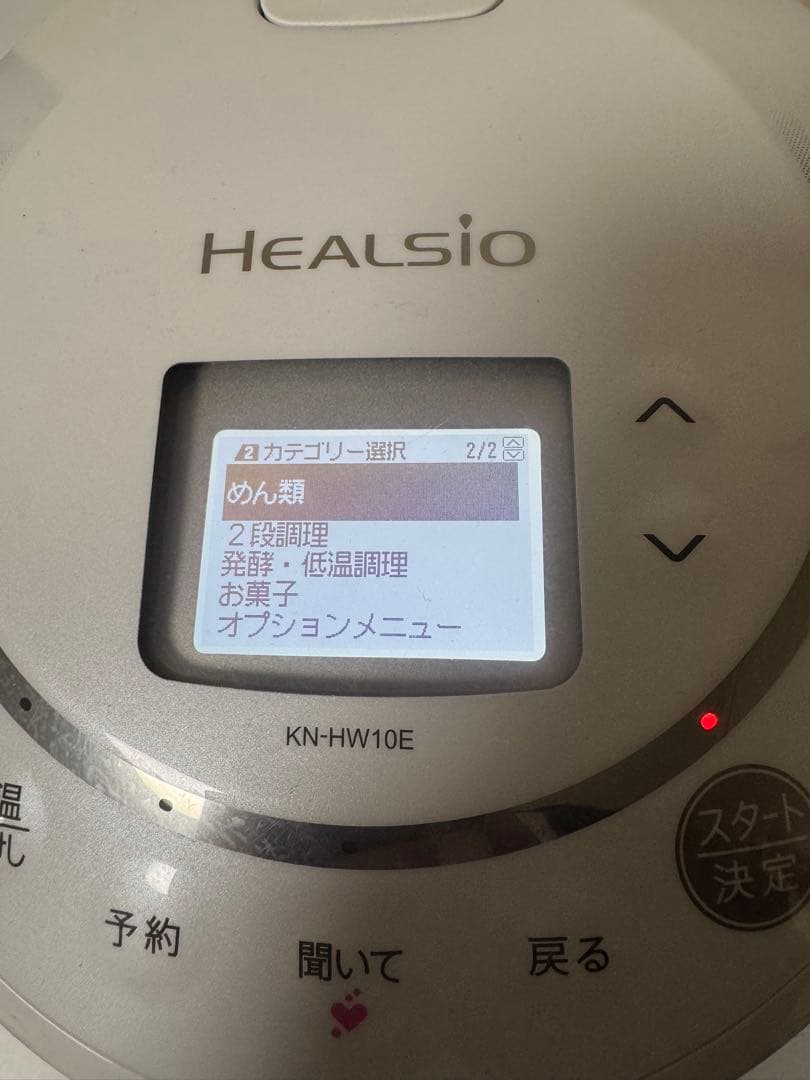 HEALSIO
2 カテゴリー選択 2/2
めん類
2段調理
発酵・低温調理
お菓子
オプションメニュー
KN-HW10E
温
スタート
決定
予約
聞いて
戻る